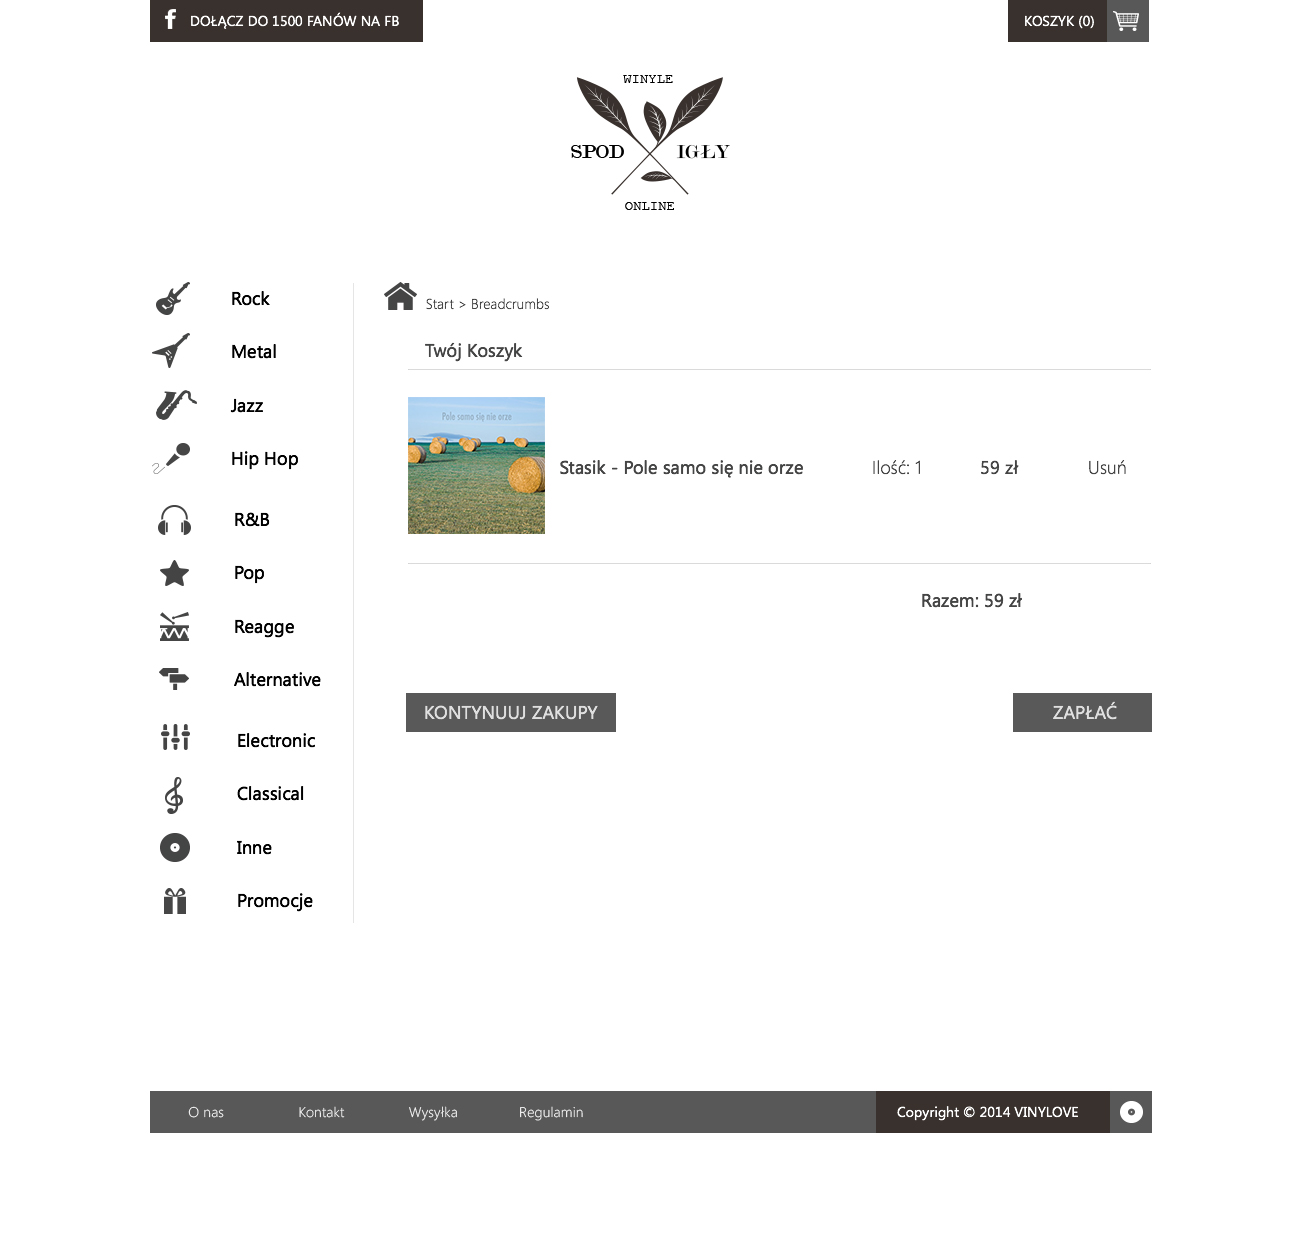 DOŁĄCZ DO 1500 FANÓW NA FB
KOSZYK (0)
WINYLE
SPOD IGŁY
ONLINE
Rock
Metal
Jazz
Hip Hop
R&B
Pop
Reagge
Alternative
Electronic
Classical
Inne
Promocje
Start > Breadcrumbs
Twój Koszyk
Pole samo się nie orze
Stasik - Pole samo się nie orze Ilość: 1 59 zł Usuń
Razem: 59 zł
KONTYNUUJ ZAKUPY ZAPŁAĆ
O nas Kontakt Wysyłka Regulamin Copyright © 2014 VINYLOVE